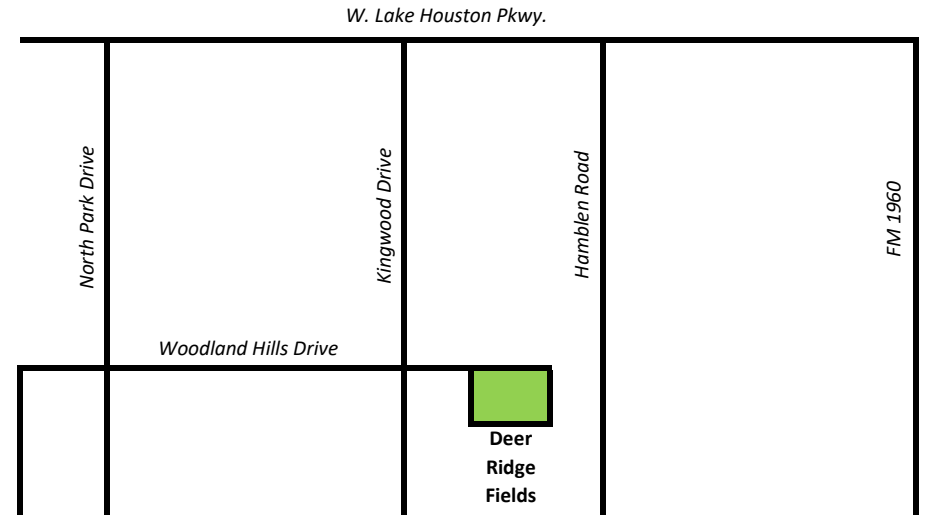 W. Lake Houston Pkwy.
North Park Drive
Kingwood Drive
Hamblen Road
FM 1960
Woodland Hills Drive
Deer
Ridge
Fields